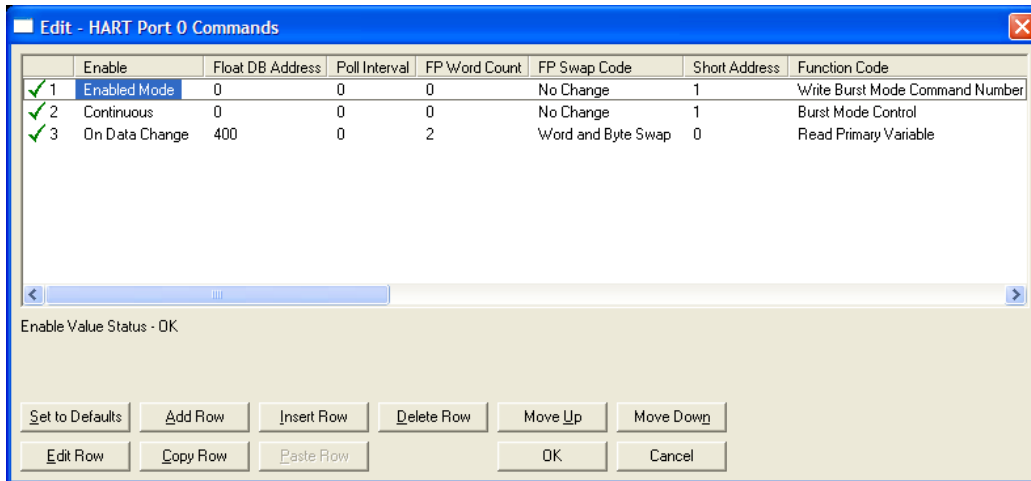 Edit - HART Port 0 Commands
Enable Float DB Address Poll Interval FP Word Count FP Swap Code Short Address Function Code
1 Enabled Mode 0 0 0 No Change 1 Write Burst Mode Command Number
2 Continuous 0 0 0 No Change 1 Burst Mode Control
3 On Data Change 400 0 2 Word and Byte Swap 0 Read Primary Variable
Enable Value Status - OK
Set to Defaults Add Row Insert Row Delete Row Move Up Move Down
Edit Row Copy Row Paste Row OK Cancel